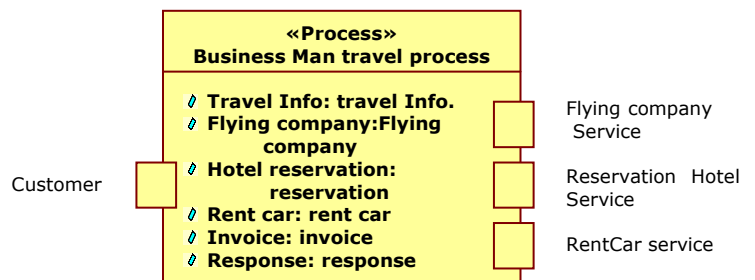 «Process»
Business Man travel process
Travel Info: travel Info.
Flying company:Flying
company
Hotel reservation:
reservation
Rent car: rent car
Invoice: invoice
Response: response
Customer
Flying company
Service
Reservation Hotel
Service
RentCar service